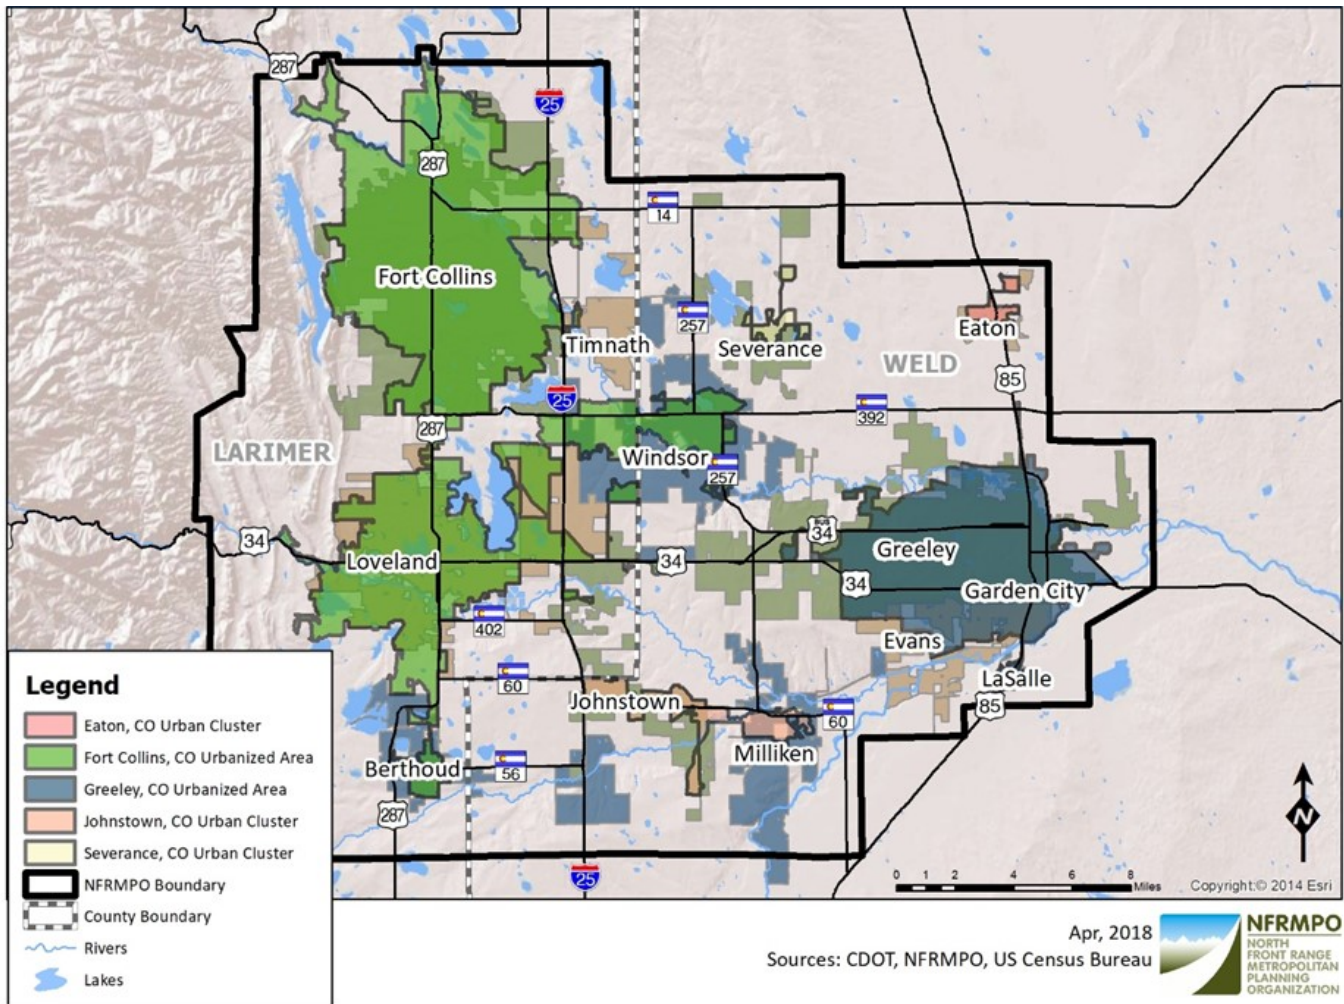 287
25
287
14
Fort Collins
257
Timnath
Severance
Eaton
WELD
85
25
392
287
LARIMER
Windsor
257
34
Loveland
34
BUS
34
Greeley
34
Garden City
402
Evans
LaSalle
60
Johnstown
85
60
Milliken
Berthoud
56
287
25
Legend
Eaton, CO Urban Cluster
Fort Collins, CO Urbanized Area
Greeley, CO Urbanized Area
Johnstown, CO Urban Cluster
Severance, CO Urban Cluster
NFRMPO Boundary
County Boundary
Rivers
Lakes
N
0 1 2 4 6 8
Miles
Copyright:© 2014 Esri
Apr, 2018
Sources: CDOT, NFRMPO, US Census Bureau
NFRMPO
NORTH
FRONT RANGE
METROPOLITAN
PLANNING
ORGANIZATION